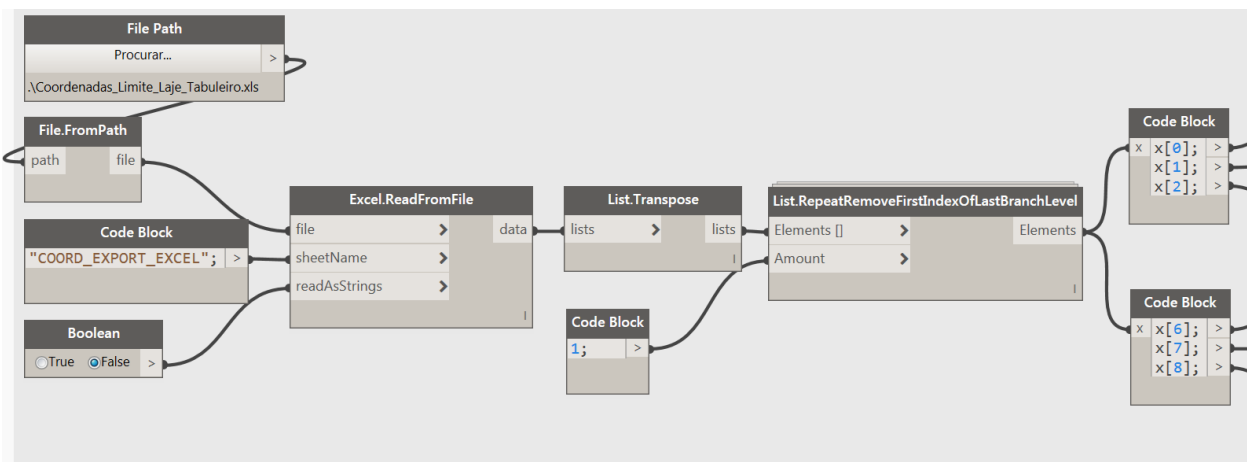 File Path
Procurar...
>
.\Coordenadas_Limite_Laje_Tabuleiro.xls
File.FromPath
path file
Code Block
"COORD_EXPORT_EXCEL"; >
Boolean
True False >
Excel.ReadFromFile
file > data
sheetName >
readAsStrings >
List.Transpose
lists > lists
Code Block
1; >
List.RepeatRemoveFirstIndexOfLastBranchLevel
Elements [] > Elements
Amount >
Code Block
x x[0]; >
x[1]; >
x[2]; >
Code Block
x x[6]; >
x[7]; >
x[8]; >